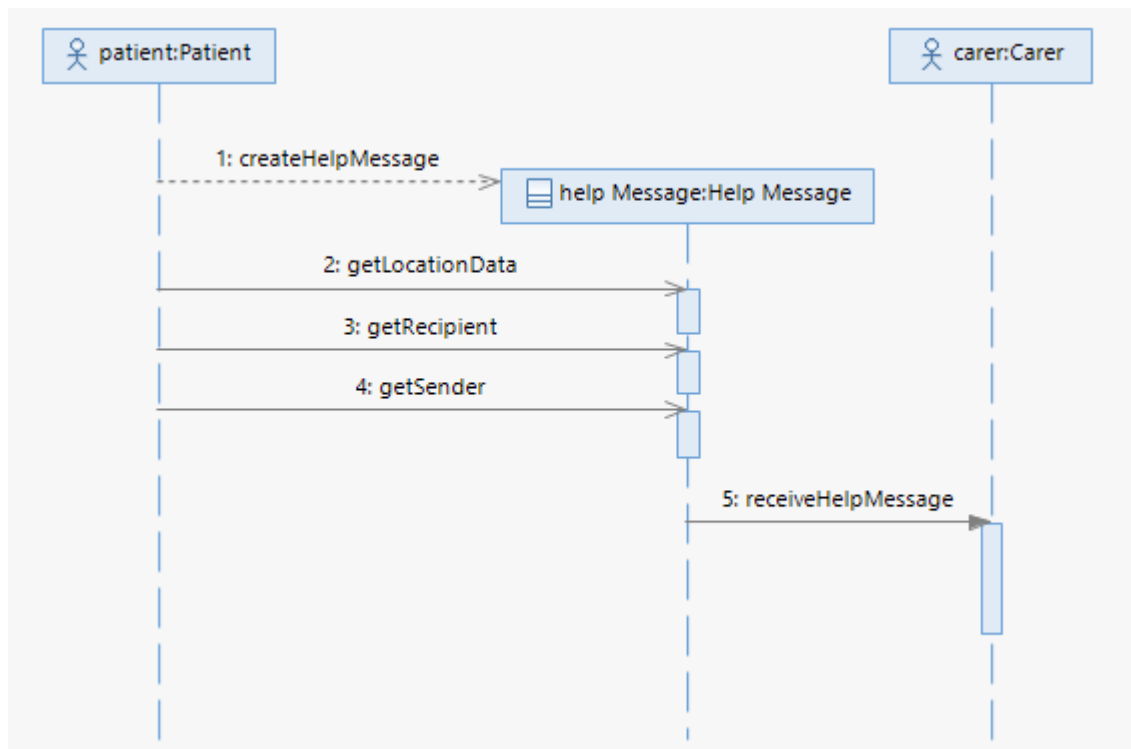 patient:Patient
carer:Carer
1: createHelpMessage
help Message:Help Message
2: getLocationData
3: getRecipient
4: getSender
5: receiveHelpMessage